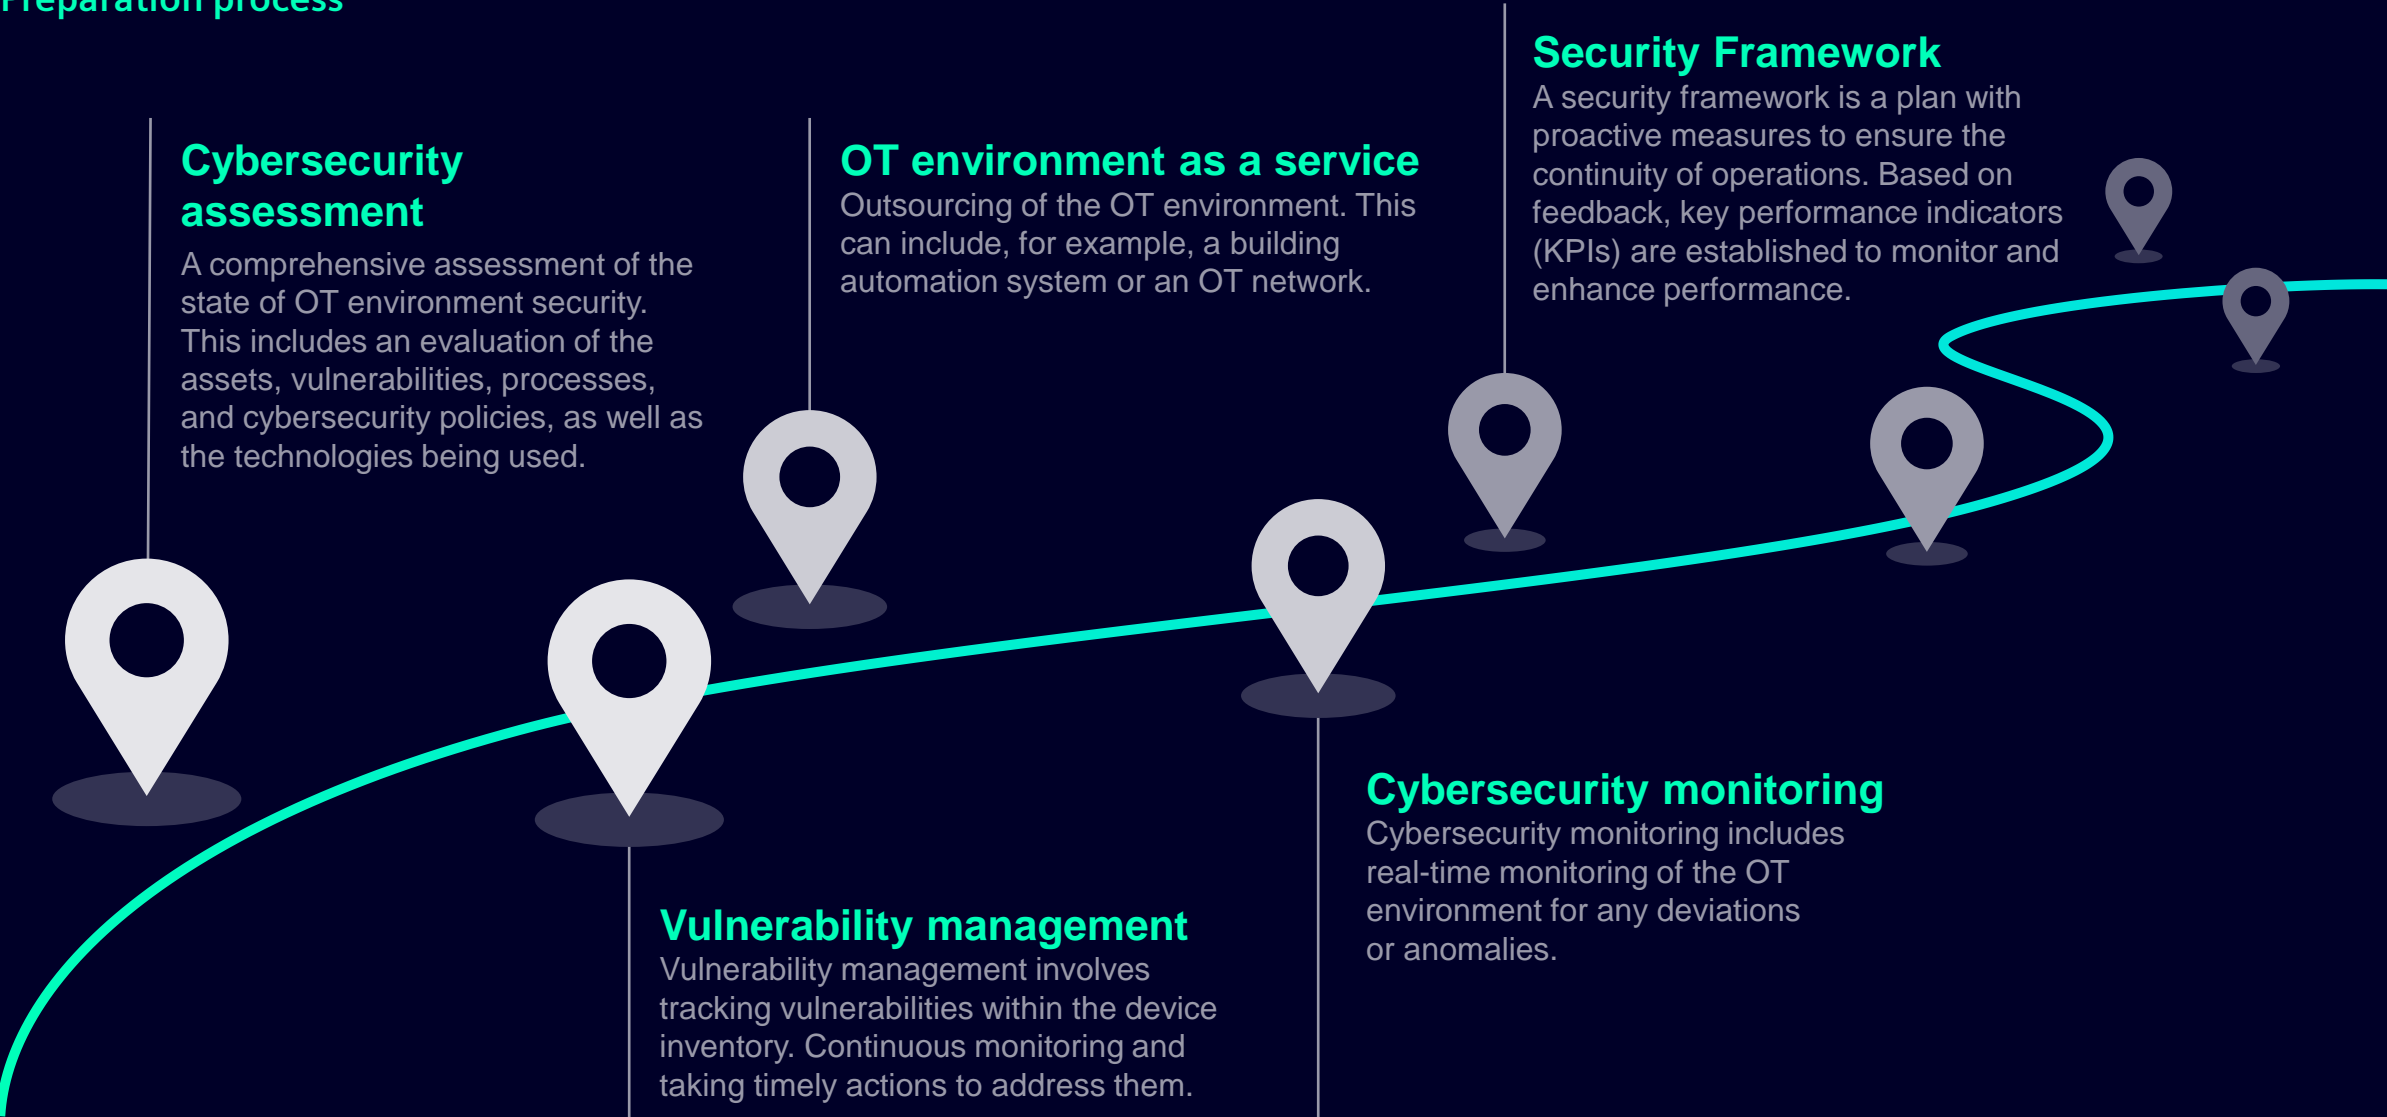 Preparation process
Cybersecurity
assessment
A comprehensive assessment of the
state of OT environment security.
This includes an evaluation of the
assets, vulnerabilities, processes,
and cybersecurity policies, as well as
the technologies being used.
Vulnerability management
Vulnerability management involves
tracking vulnerabilities within the device
inventory. Continuous monitoring and
taking timely actions to address them.
OT environment as a service
Outsourcing of the OT environment. This
can include, for example, a building
automation system or an OT network.
Cybersecurity monitoring
Cybersecurity monitoring includes
real-time monitoring of the OT
environment for any deviations
or anomalies.
Security Framework
A security framework is a plan with
proactive measures to ensure the
continuity of operations. Based on
feedback, key performance indicators
(KPIs) are established to monitor and
enhance performance.